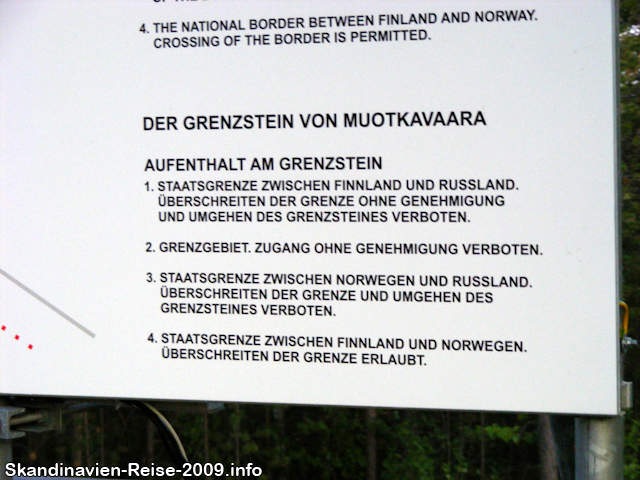 4. THE NATIONAL BORDER BETWEEN FINLAND AND NORWAY.
CROSSING OF THE BORDER IS PERMITTED.
DER GRENZSTEIN VON MUOTKAVAARA
AUFENTHALT AM GRENZSTEIN
1. STAATSGRENZE ZWISCHEN FINNLAND UND RUSSLAND.
ÜBERSCHREITEN DER GRENZE OHNE GENEHMIGUNG
UND UMGEHEN DES GRENZSTEINES VERBOTEN.
2. GRENZGEBIET. ZUGANG OHNE GENEHMIGUNG VERBOTEN.
3. STAATSGRENZE ZWISCHEN NORWEGEN UND RUSSLAND.
ÜBERSCHREITEN DER GRENZE UND UMGEHEN DES
GRENZSTEINES VERBOTEN.
4. STAATSGRENZE ZWISCHEN FINNLAND UND NORWEGEN.
ÜBERSCHREITEN DER GRENZE ERLAUBT.
Skandinavien-Reise-2009.info